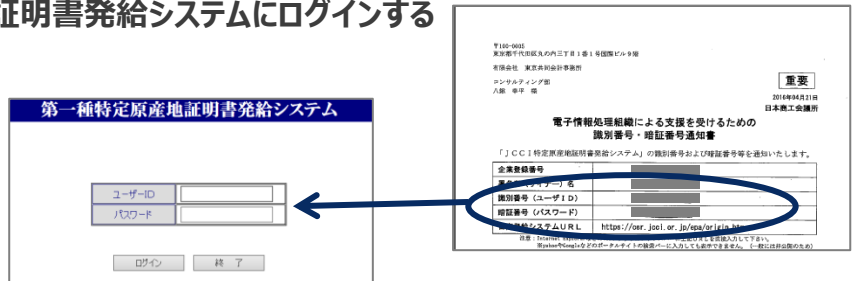 証明書発給システムにログインする
〒100-0005
東京都千代田区丸の内三丁目1番1号国際ビル9階
有限会社 東京共同会計事務所
コンサルティング部
重要
2016年04月21日
日本商工会議所
電子情報処理組織による支援を受けるための
識別番号・暗証番号通知書
「JCCI特定原産地証明書発給システム」の識別番号および暗証番号等を通知いたします。
企業登録番号
名
識別番号（ユーザID）
暗証番号（パスワード）
システムURL https://osr.jcci.or.jp/epa/origin.htm
第一種特定原産地証明書発給システム
ユーザーID
パスワード
ログイン 終 了